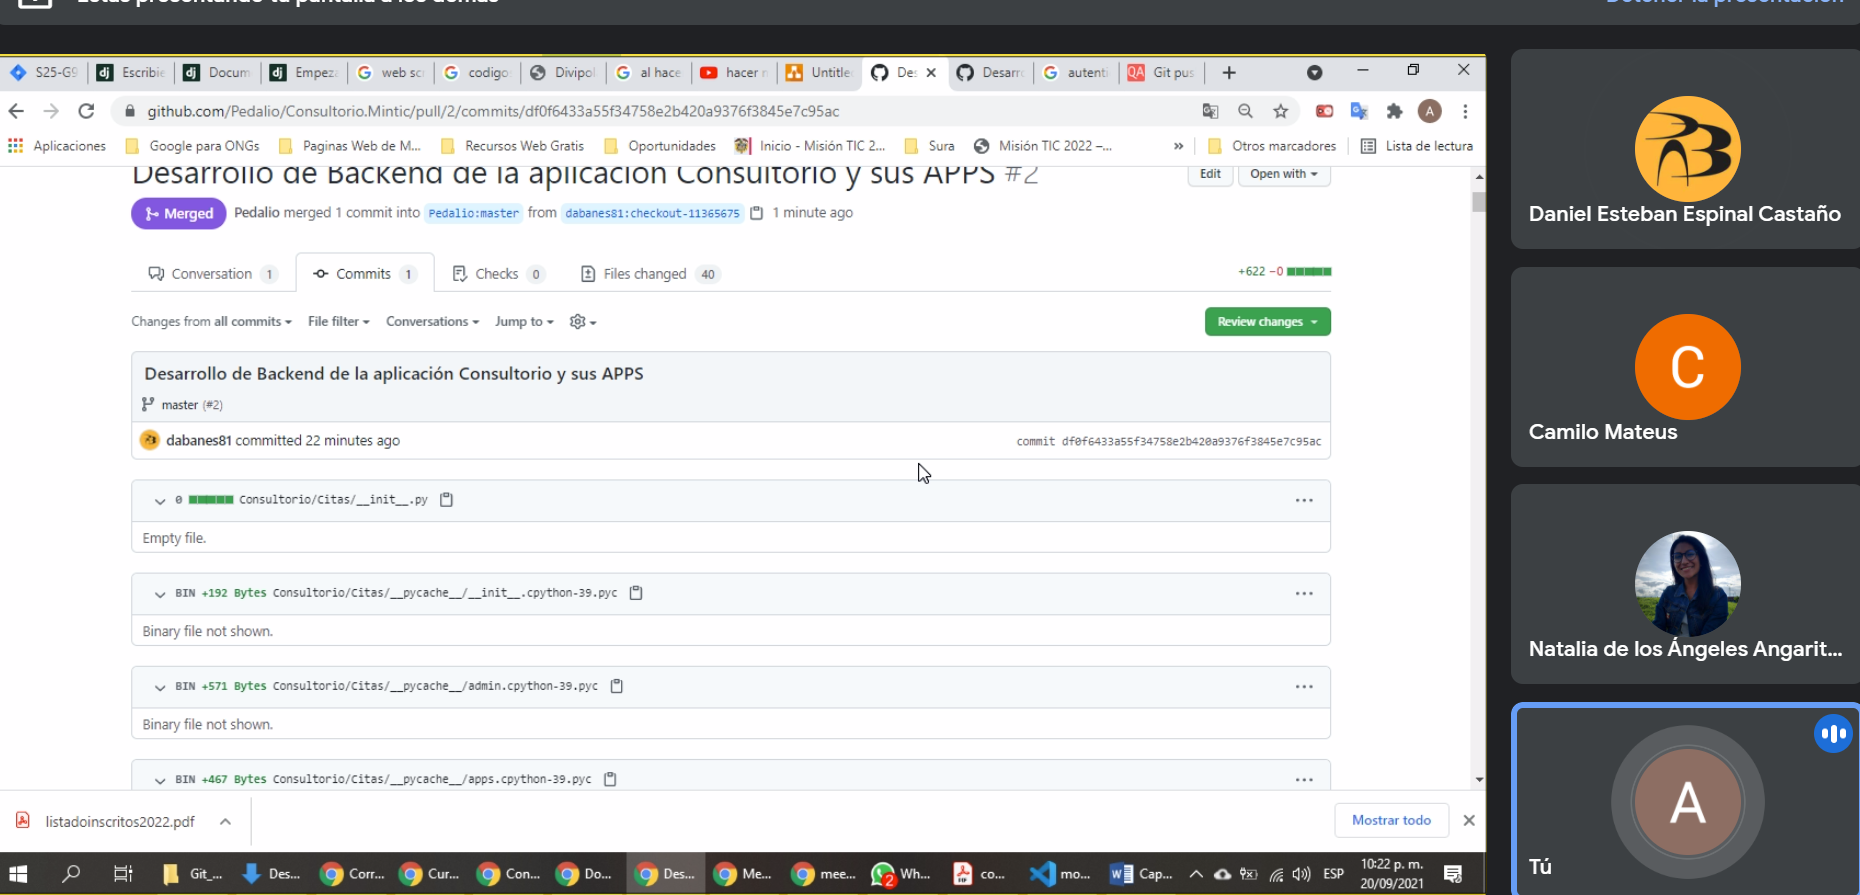 Estás presentando tu pantalla a los demás
Detener la presentación
S25-G9
Escribie
Docum
Empeza
web scr
codigo
Divipol
al hace
hacer r
Untitle
Des
Desarro
autenti
Git pus
github.com/Pedalio/Consultorio.Mintic/pull/2/commits/df0f6433a55f34758e2b420a9376f3845e7c95ac
A
Aplicaciones
Google para ONGs
Paginas Web de M...
Recursos Web Gratis
Oportunidades
Inicio - Misión TIC 2...
Sura
Misión TIC 2022 –...
»
Otros marcadores
Lista de lectura
Desarrollo de Backend de la aplicación Consultorio y sus APPS #2
Edit
Open with
Merged
Pedalio merged 1 commit into Pedalio:master from dabanes81:checkout-11365675 1 minute ago
Conversation 1
Commits 1
Checks 0
Files changed 40
+622 −0
Changes from all commits
File filter
Conversations
Jump to
Review changes
Desarrollo de Backend de la aplicación Consultorio y sus APPS
master (#2)
dabanes81 committed 22 minutes ago
commit df0f6433a55f34758e2b420a9376f3845e7c95ac
0 Consultorio/Citas/__init__.py
Empty file.
BIN +192 Bytes Consultorio/Citas/__pycache__/__init__.cpython-39.pyc
Binary file not shown.
BIN +571 Bytes Consultorio/Citas/__pycache__/admin.cpython-39.pyc
Binary file not shown.
BIN +467 Bytes Consultorio/Citas/__pycache__/apps.cpython-39.pyc
listadoinscritos2022.pdf
Mostrar todo
Git_...
Des...
Corr...
Cur...
Con...
Do...
Des...
Me...
mee...
2
Wh...
co...
mo...
Cap...
ESP
10:22 p. m.
20/09/2021
Daniel Esteban Espinal Castaño
C
Camilo Mateus
Natalia de los Ángeles Angarit...
A
Tú